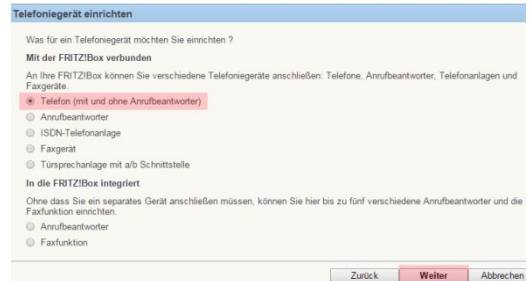 Telefoniegerät einrichten
Was für ein Telefoniegerät möchten Sie einrichten ?
Mit der FRITZ!Box verbunden
An Ihre FRITZ!Box können Sie verschiedene Telefoniegeräte anschließen: Telefone, Anrufbeantworter, Telefonanlagen und
Faxgeräte.
Telefon (mit und ohne Anrufbeantworter)
Anrufbeantworter
ISDN-Telefonanlage
Faxgerät
Türsprechanlage mit a/b Schnittstelle
In die FRITZ!Box integriert
Ohne dass Sie ein separates Gerät anschließen müssen, können Sie hier bis zu fünf verschiedene Anrufbeantworter und die
Faxfunktion einrichten.
Anrufbeantworter
Faxfunktion
Zurück Weiter Abbrechen